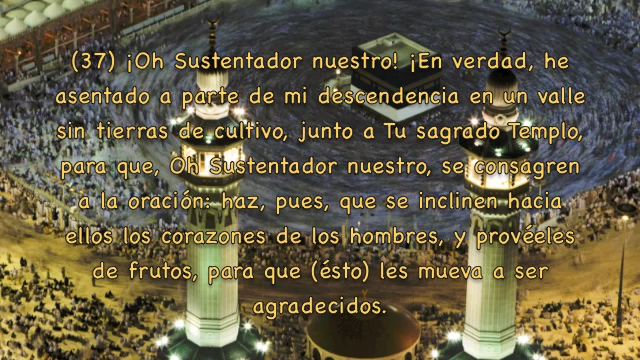 (37) ¡Oh Sustentador nuestro! ¡En verdad, he
asentado a parte de mi descendencia en un valle
sin tierras de cultivo, junto a Tu sagrado Templo,
para que, Oh Sustentador nuestro, se consagren
a la oración: haz, pues, que se inclinen hacia
ellos los corazones de los hombres, y provéeles
de frutos, para que (ésto) les mueva a ser
agradecidos.